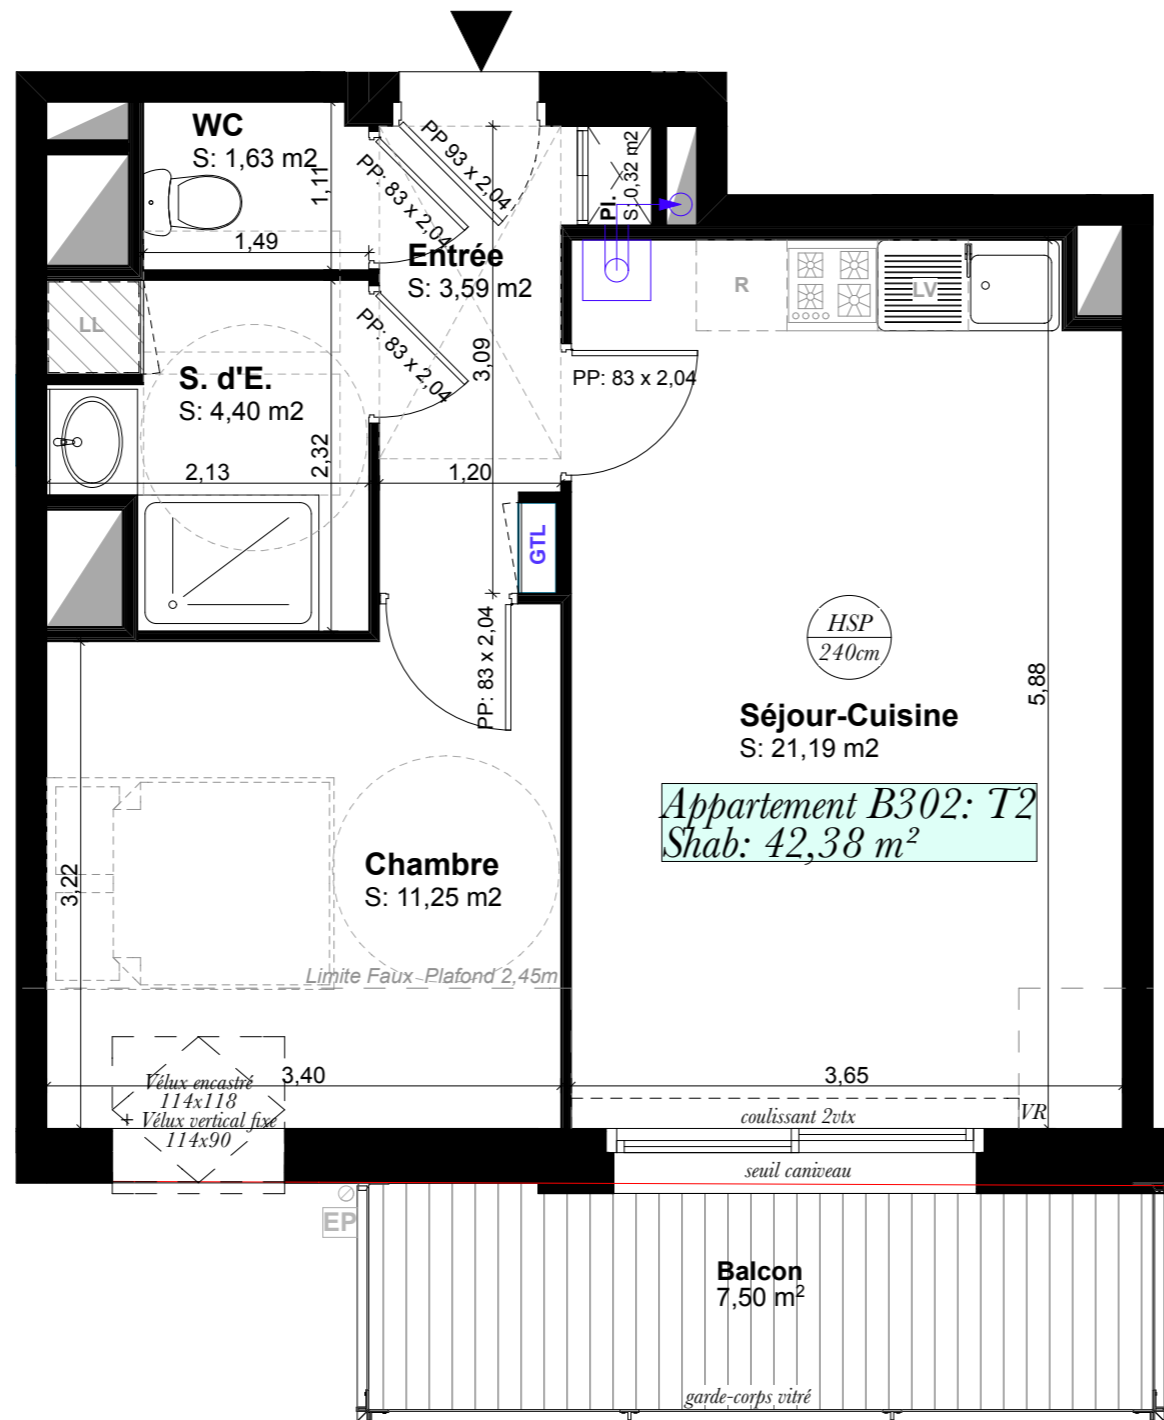 WC
S: 1,63 m2
1,11
1,49
PP 93 x 2,04
PP: 83 x 2,04
Entrée
S: 3,59 m2
Pl.
S: 0,32 m2
R
LV
LL
S. d'E.
S: 4,40 m2
PP: 83 x 2,04
3,09
PP: 83 x 2,04
2,32
2,13
1,20
GTL
PP: 83 x 2,04
HSP
240cm
5,88
Séjour-Cuisine
S: 21,19 m2
Appartement B302: T2
Shab: 42,38 m²
3,22
Chambre
S: 11,25 m2
Limite Faux Plafond 2,45m
3,40
3,65
Vélux encastré
114x118
+ Vélux vertical fixe
114x90
coulissant 2vtx
VR
seuil caniveau
EP
Balcon
7,50 m²
garde-corps vitré